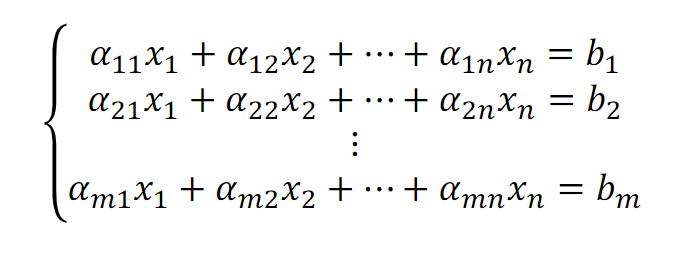 α₁₁x₁ + α₁₂x₂ + ⋯ + α₁ₙxₙ = b₁
α₂₁x₁ + α₂₂x₂ + ⋯ + α₂ₙxₙ = b₂
⋮
αₘ₁x₁ + αₘ₂x₂ + ⋯ + αₘₙxₙ = bₘ